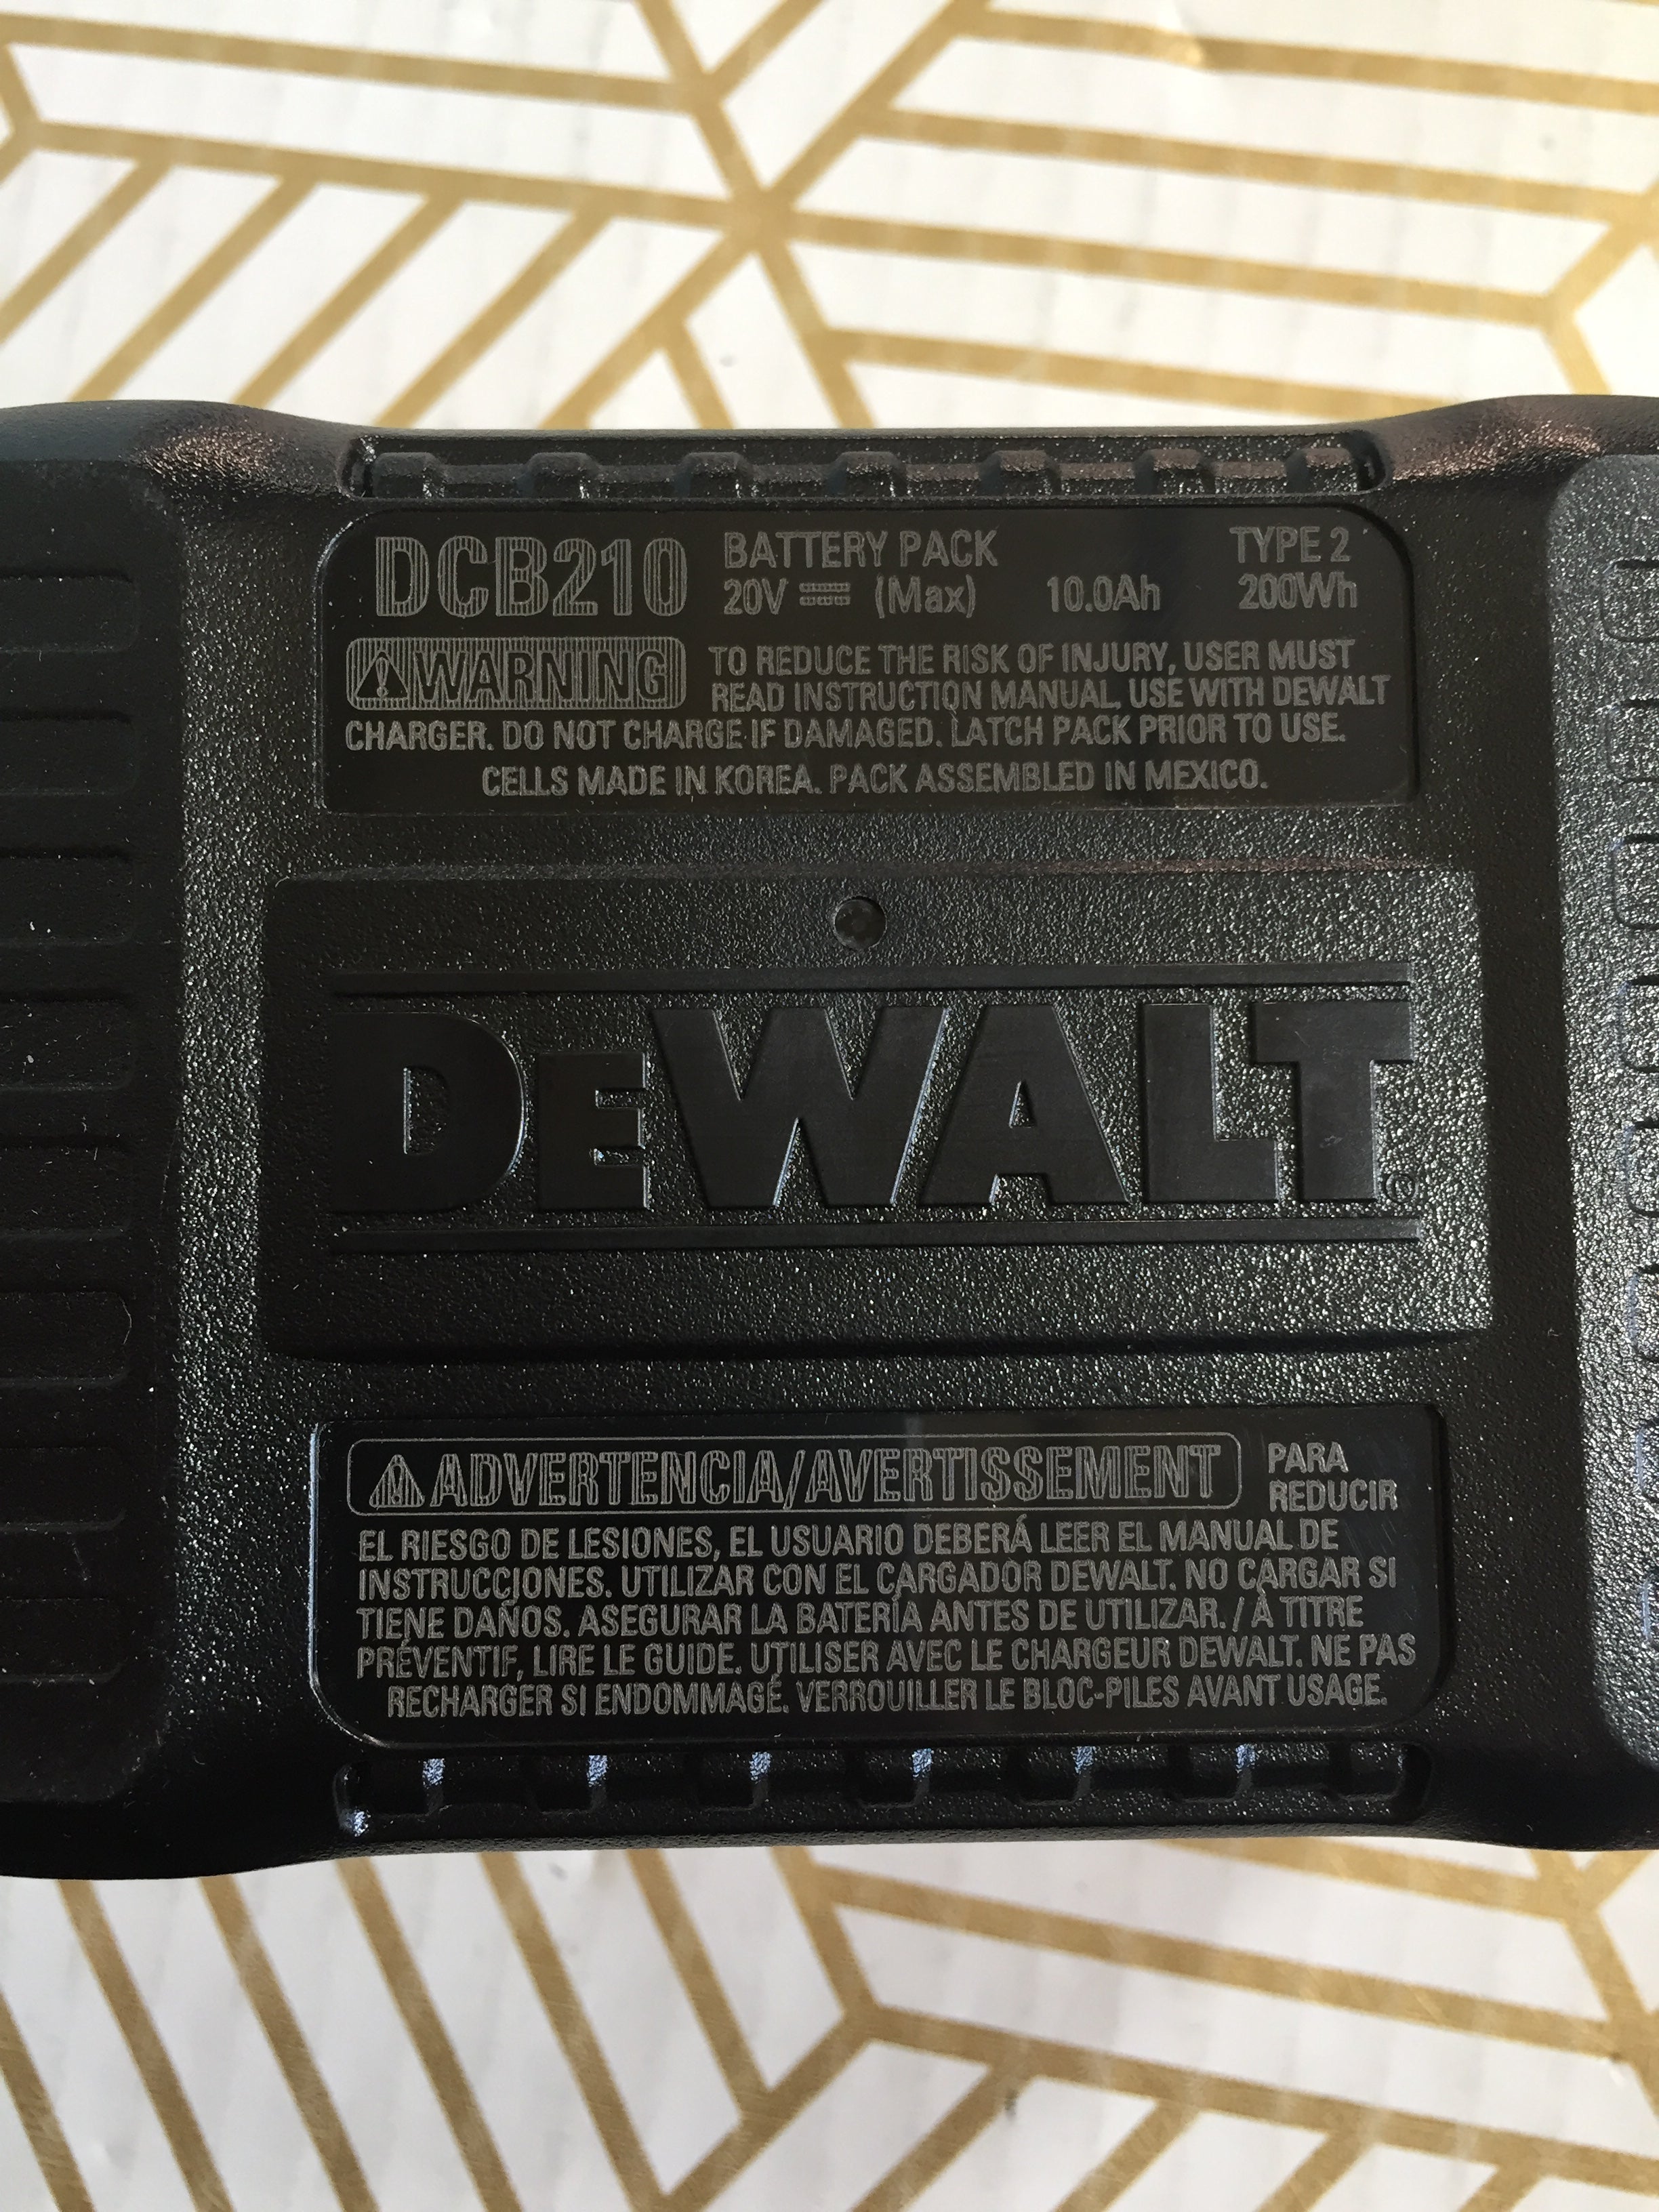 DCB210 BATTERY PACK TYPE 2
20V ⎓ (Max) 10.0Ah 200Wh
⚠WARNING TO REDUCE THE RISK OF INJURY, USER MUST
READ INSTRUCTION MANUAL, USE WITH DEWALT
CHARGER. DO NOT CHARGE IF DAMAGED. LATCH PACK PRIOR TO USE.
CELLS MADE IN KOREA. PACK ASSEMBLED IN MEXICO.
DEWALT®
⚠ADVERTENCIA/AVERTISSEMENT PARA
REDUCIR
EL RIESGO DE LESIONES, EL USUARIO DEBERÁ LEER EL MANUAL DE
INSTRUCCIONES. UTILIZAR CON EL CARGADOR DEWALT. NO CARGAR SI
TIENE DAÑOS. ASEGURAR LA BATERÍA ANTES DE UTILIZAR. / À TITRE
PRÉVENTIF, LIRE LE GUIDE. UTILISER AVEC LE CHARGEUR DEWALT. NE PAS
RECHARGER SI ENDOMMAGÉ. VERROUILLER LE BLOC-PILES AVANT USAGE.